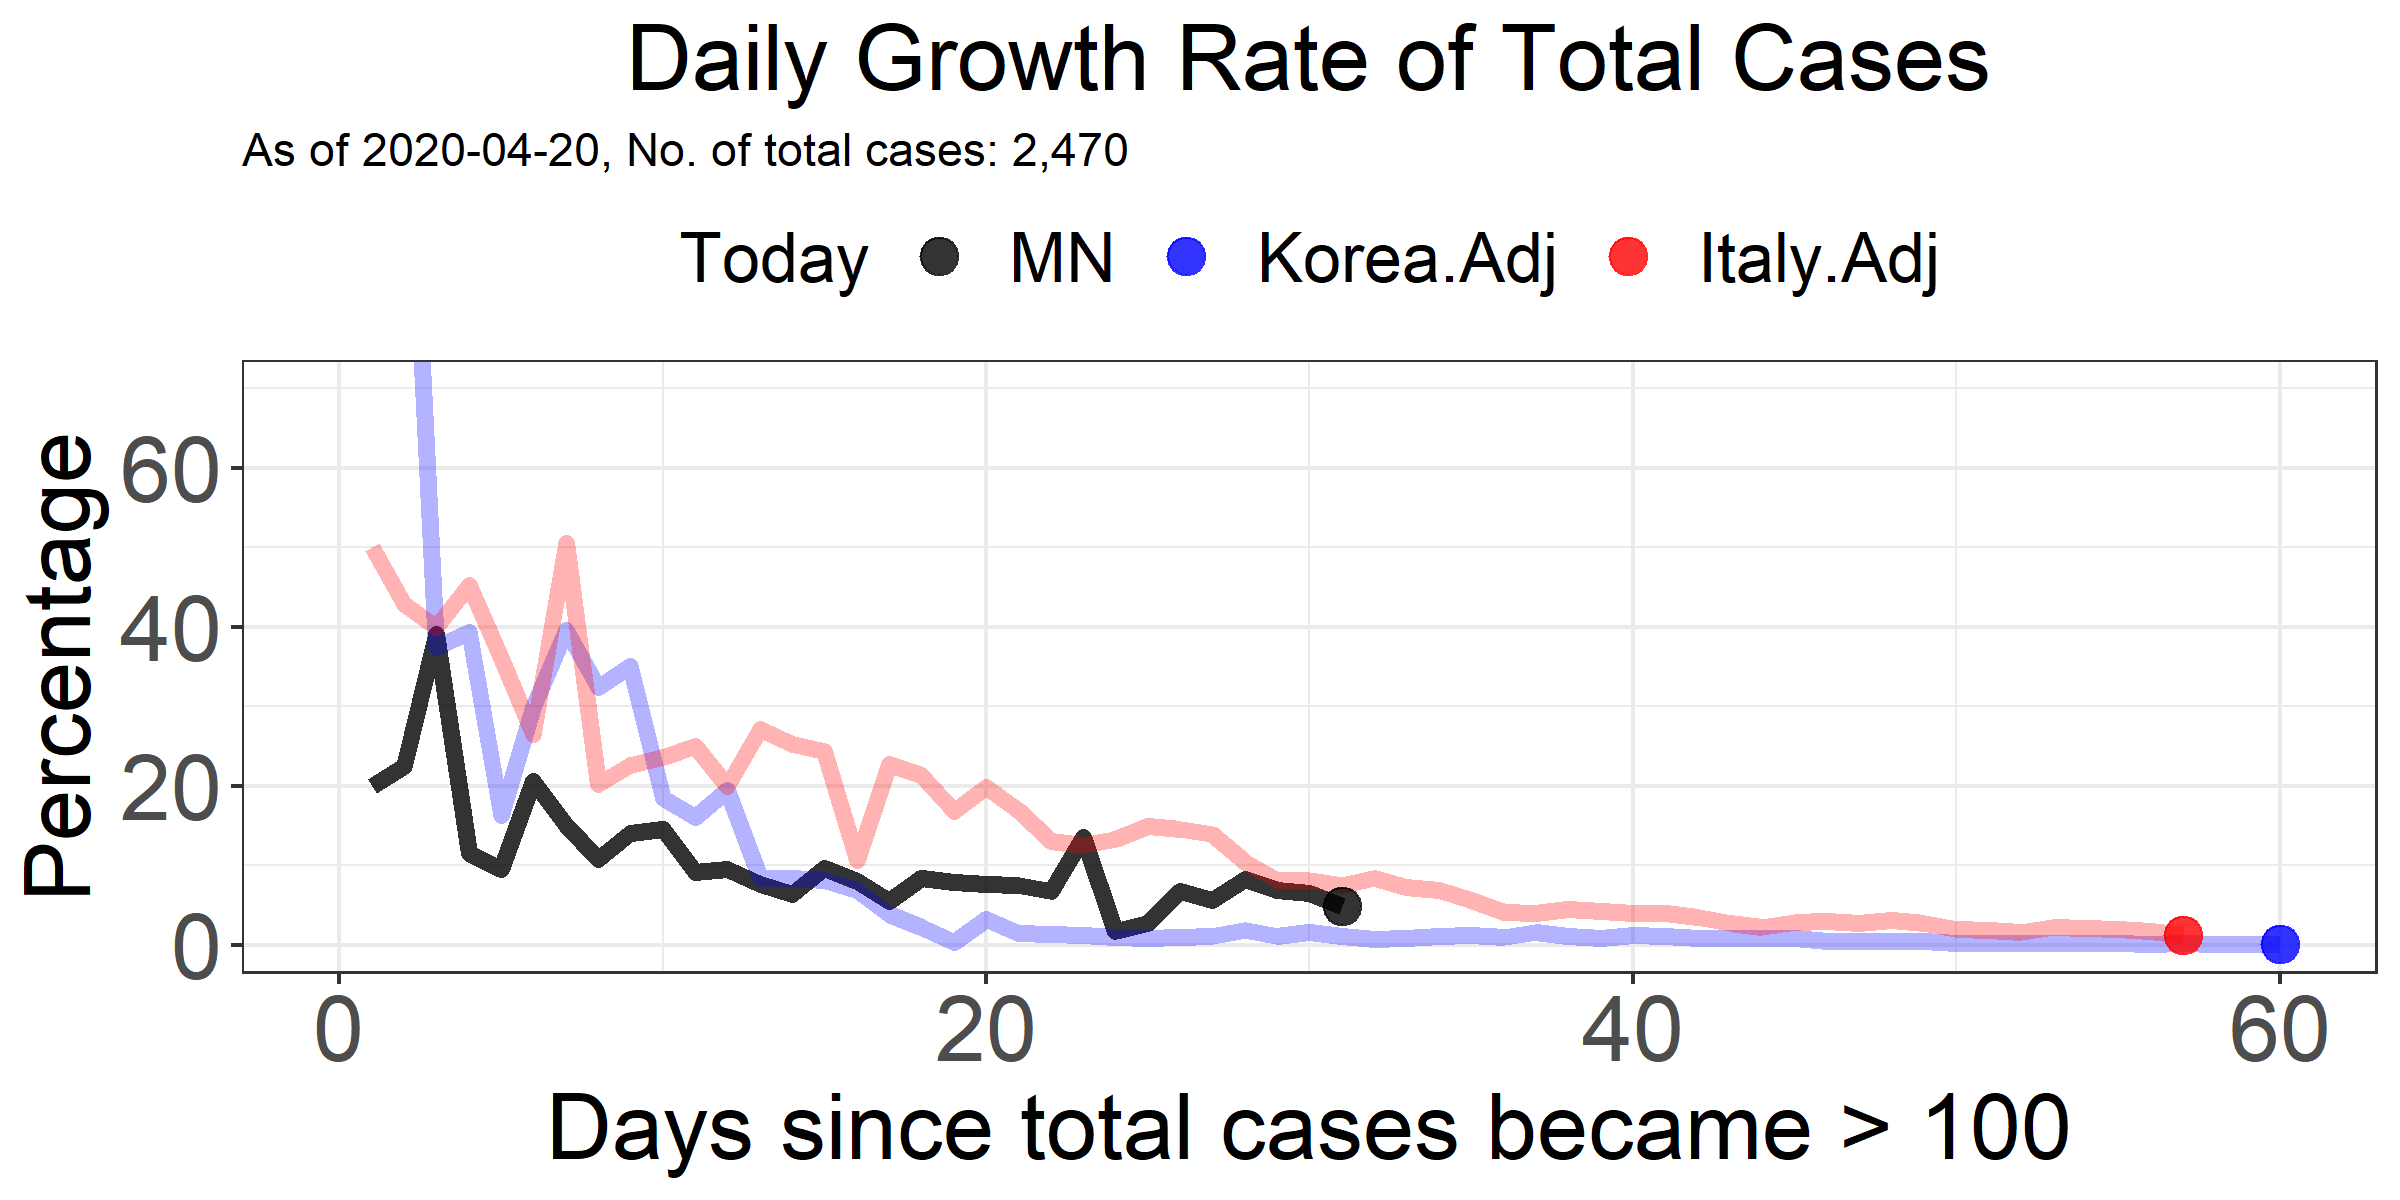 Daily Growth Rate of Total Cases
As of 2020-04-20, No. of total cases: 2,470
Today MN Korea.Adj Italy.Adj
Percentage
60
40
20
0
0 20 40 60
Days since total cases became > 100